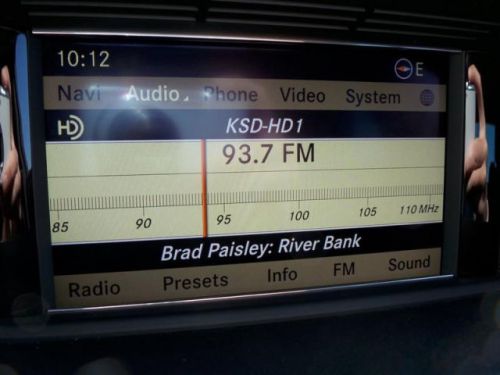 10:12 E
Navi Audio Phone Video System
HD KSD-HD1
93.7 FM
85 90 95 100 105 110 MHz
Brad Paisley: River Bank
Radio Presets Info FM Sound